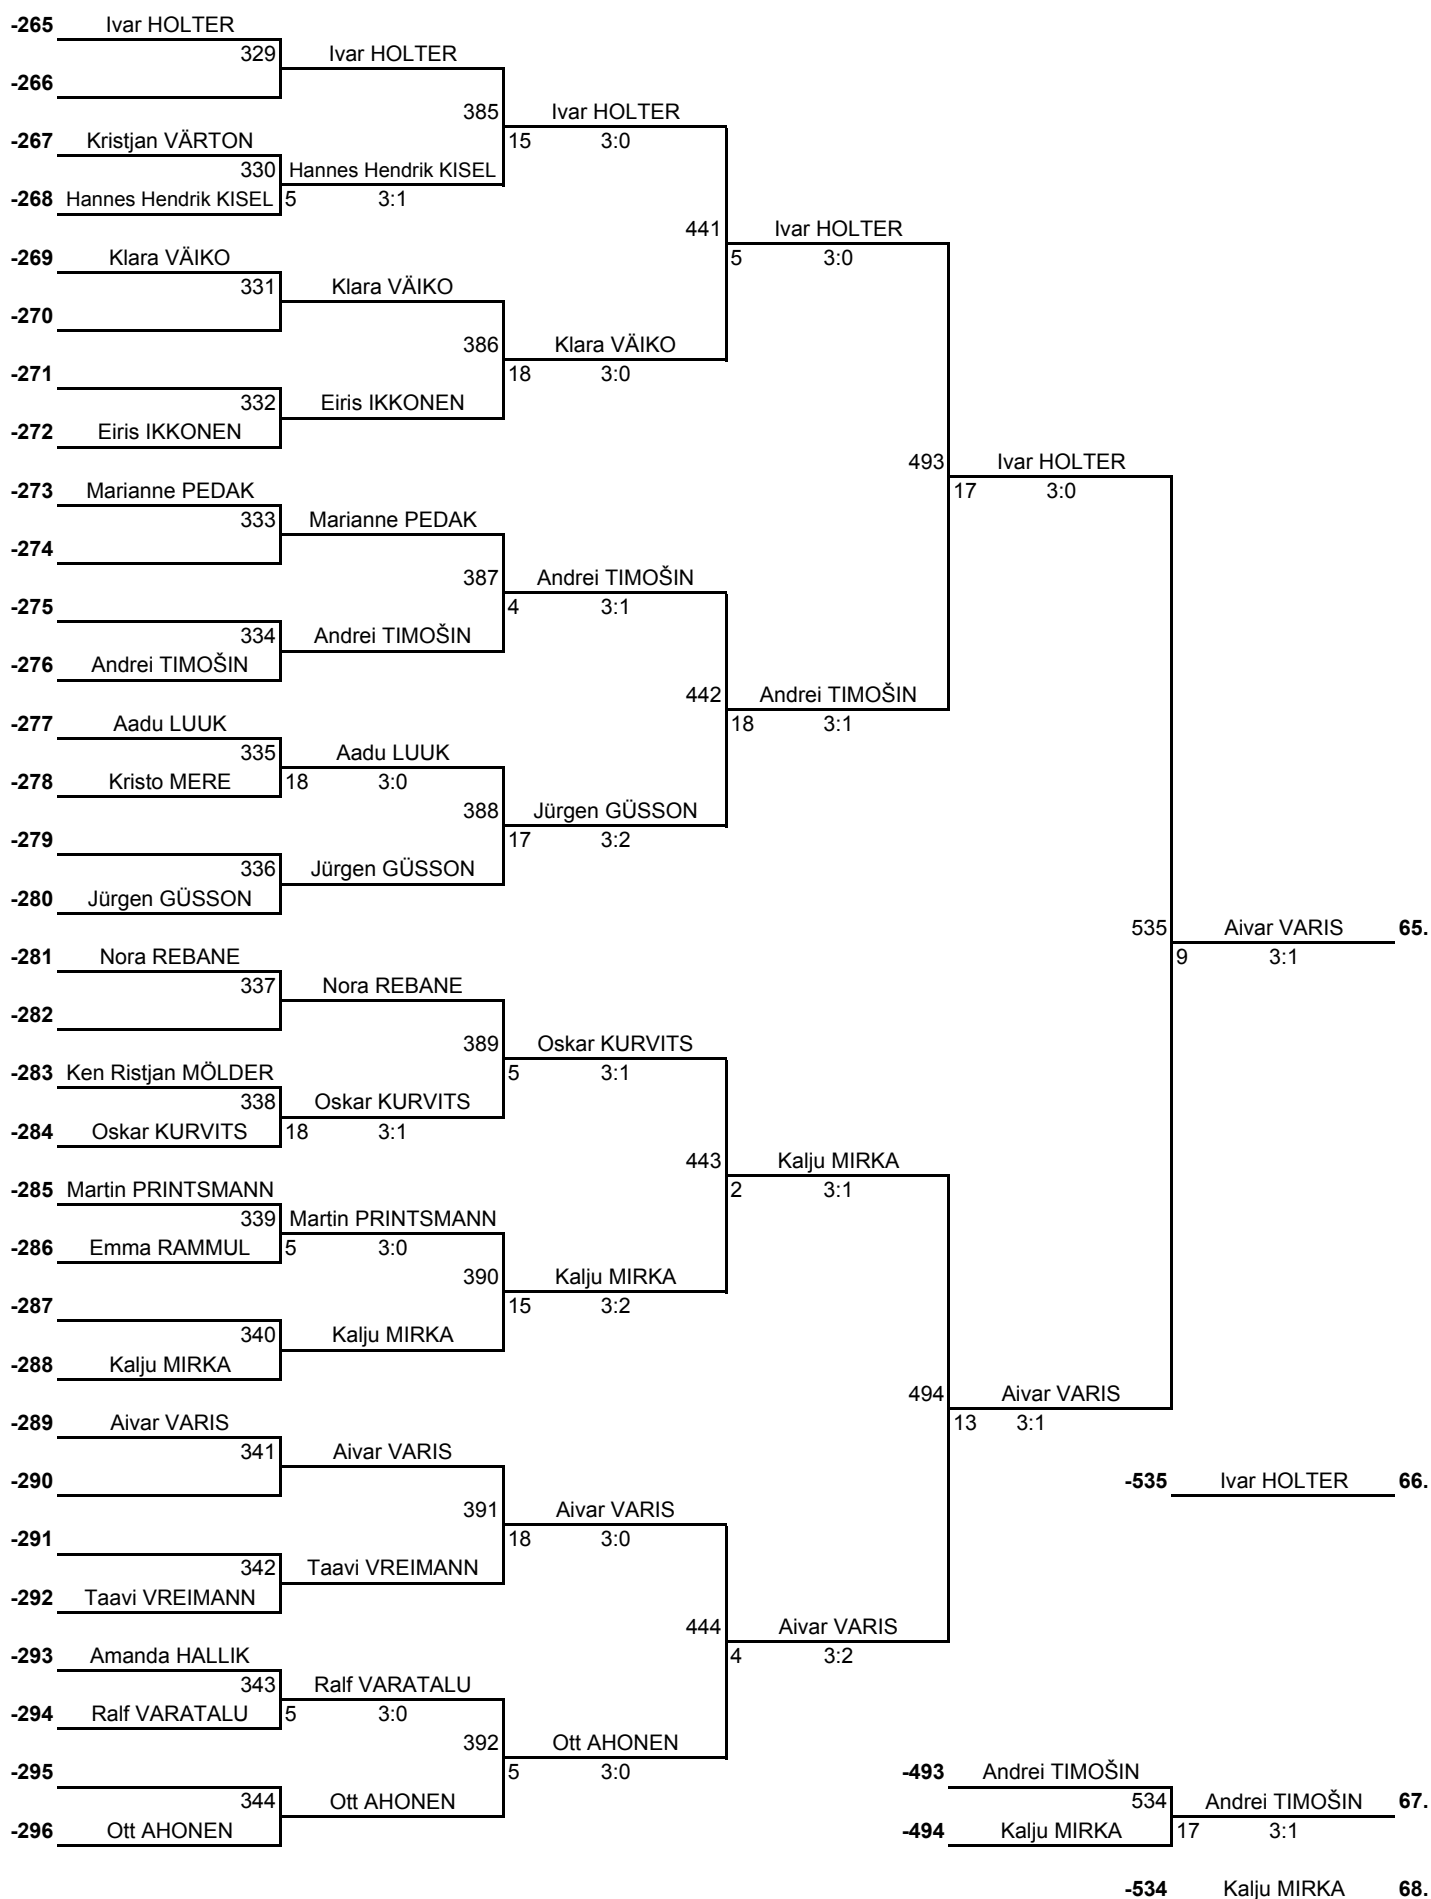 -265 Ivar HOLTER
329 Ivar HOLTER
-266
385 Ivar HOLTER
-267 Kristjan VÄRTON 15 3:0
330 Hannes Hendrik KISEL
-268 Hannes Hendrik KISEL 5 3:1
441 Ivar HOLTER
-269 Klara VÄIKO 5 3:0
331 Klara VÄIKO
-270
386 Klara VÄIKO
-271 18 3:0
332 Eiris IKKONEN
-272 Eiris IKKONEN
493 Ivar HOLTER
-273 Marianne PEDAK 17 3:0
333 Marianne PEDAK
-274
387 Andrei TIMOŠIN
-275 4 3:1
334 Andrei TIMOŠIN
-276 Andrei TIMOŠIN
442 Andrei TIMOŠIN
-277 Aadu LUUK 18 3:1
335 Aadu LUUK
-278 Kristo MERE 18 3:0
388 Jürgen GÜSSON
-279 17 3:2
336 Jürgen GÜSSON
-280 Jürgen GÜSSON
535 Aivar VARIS 65.
-281 Nora REBANE 9 3:1
337 Nora REBANE
-282
389 Oskar KURVITS
-283 Ken Ristjan MÖLDER 5 3:1
338 Oskar KURVITS
-284 Oskar KURVITS 18 3:1
443 Kalju MIRKA
-285 Martin PRINTSMANN 2 3:1
339 Martin PRINTSMANN
-286 Emma RAMMUL 5 3:0
390 Kalju MIRKA
-287 15 3:2
340 Kalju MIRKA
-288 Kalju MIRKA
494 Aivar VARIS
-289 Aivar VARIS 13 3:1
341 Aivar VARIS
-290 -535 Ivar HOLTER 66.
391 Aivar VARIS
-291 18 3:0
342 Taavi VREIMANN
-292 Taavi VREIMANN
444 Aivar VARIS
-293 Amanda HALLIK 4 3:2
343 Ralf VARATALU
-294 Ralf VARATALU 5 3:0
392 Ott AHONEN
-295 5 3:0 -493 Andrei TIMOŠIN
344 Ott AHONEN 534 Andrei TIMOŠIN 67.
-296 Ott AHONEN -494 Kalju MIRKA 17 3:1
-534 Kalju MIRKA 68.